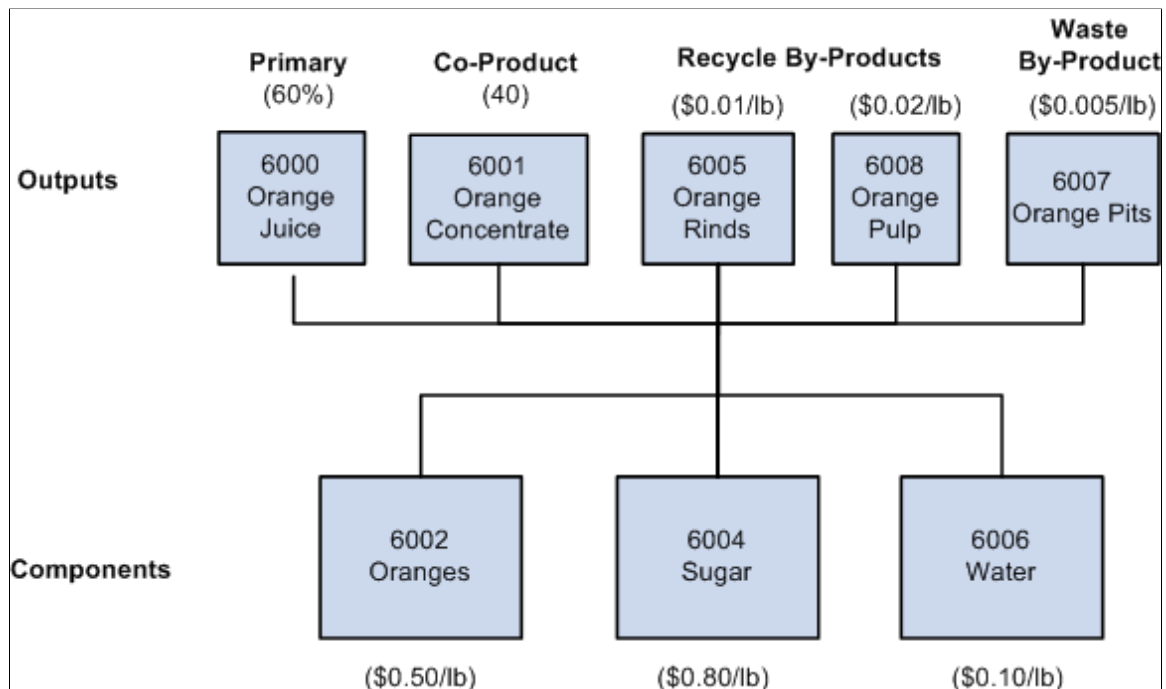 Primary
(60%)
Co-Product
(40)
Recycle By-Products
($0.01/lb)
($0.02/lb)
Waste
By-Product
($0.005/lb)
Outputs
6000
Orange
Juice
6001
Orange
Concentrate
6005
Orange
Rinds
6008
Orange
Pulp
6007
Orange Pits
Components
6002
Oranges
6004
Sugar
6006
Water
($0.50/lb)
($0.80/lb)
($0.10/lb)